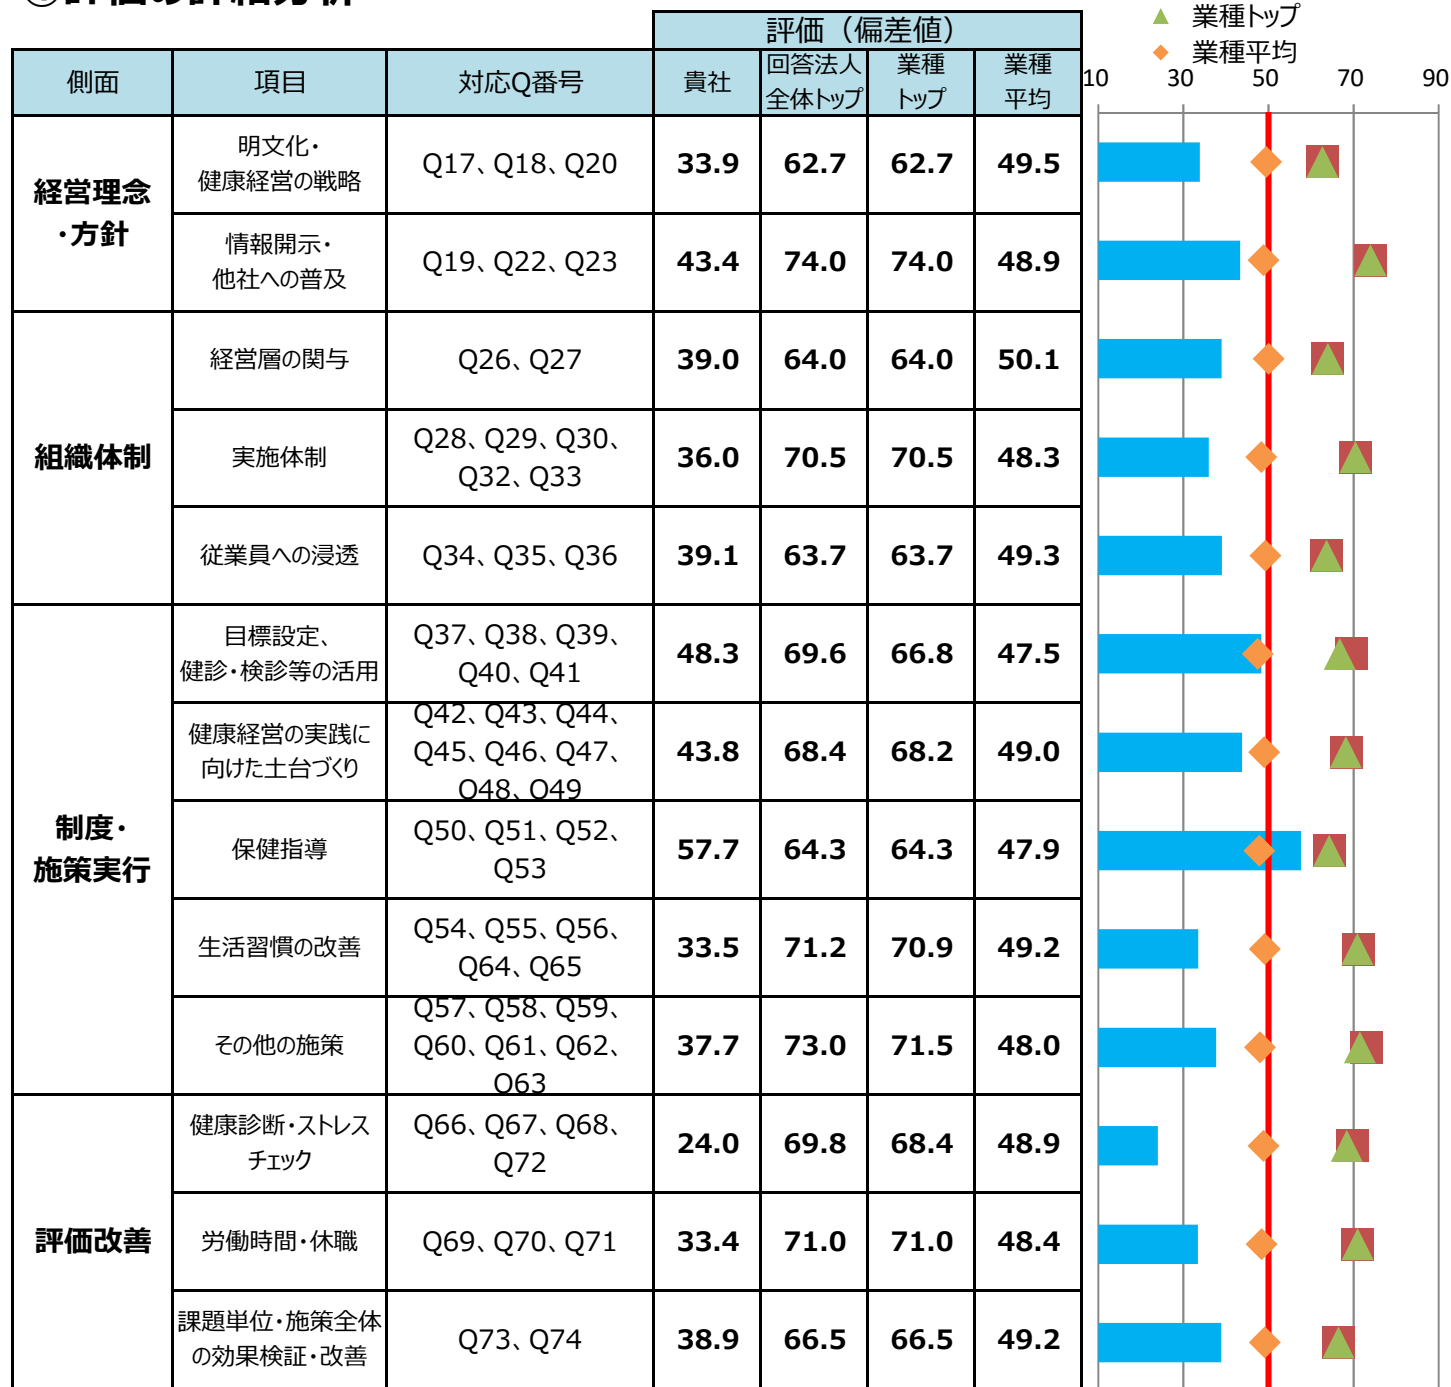 評価(偏差値)
▲ 業種トップ
◆ 業種平均
側面 項目 対応Q番号 貴社 回答法人 業種 業種
全体トップ トップ 平均
10 30 50 70 90
経営理念
・方針
明文化・
健康経営の戦略
Q17、Q18、Q20 33.9 62.7 62.7 49.5
情報開示・
他社への普及
Q19、Q22、Q23 43.4 74.0 74.0 48.9
組織体制
経営層の関与 Q26、Q27 39.0 64.0 64.0 50.1
実施体制
Q28、Q29、Q30、
Q32、Q33
36.0 70.5 70.5 48.3
従業員への浸透 Q34、Q35、Q36 39.1 63.7 63.7 49.3
制度・
施策実行
目標設定、
健診・検診等の活用
Q37、Q38、Q39、
Q40、Q41
48.3 69.6 66.8 47.5
健康経営の実践に
向けた土台づくり
Q42、Q43、Q44、
Q45、Q46、Q47、
Q48、Q49
43.8 68.4 68.2 49.0
保健指導
Q50、Q51、Q52、
Q53
57.7 64.3 64.3 47.9
生活習慣の改善
Q54、Q55、Q56、
Q64、Q65
33.5 71.2 70.9 49.2
その他の施策
Q57、Q58、Q59、
Q60、Q61、Q62、
Q63
37.7 73.0 71.5 48.0
評価改善
健康診断・ストレス
チェック
Q66、Q67、Q68、
Q72
24.0 69.8 68.4 48.9
労働時間・休職 Q69、Q70、Q71 33.4 71.0 71.0 48.4
課題単位・施策全体
の効果検証・改善
Q73、Q74 38.9 66.5 66.5 49.2